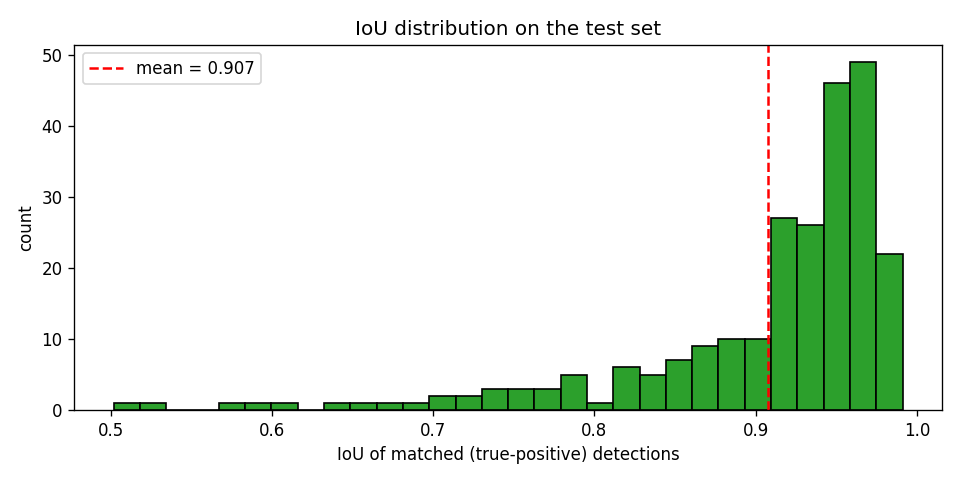 IoU distribution on the test set
mean = 0.907
count
50
40
30
20
10
0
0.5 0.6 0.7 0.8 0.9 1.0
IoU of matched (true-positive) detections